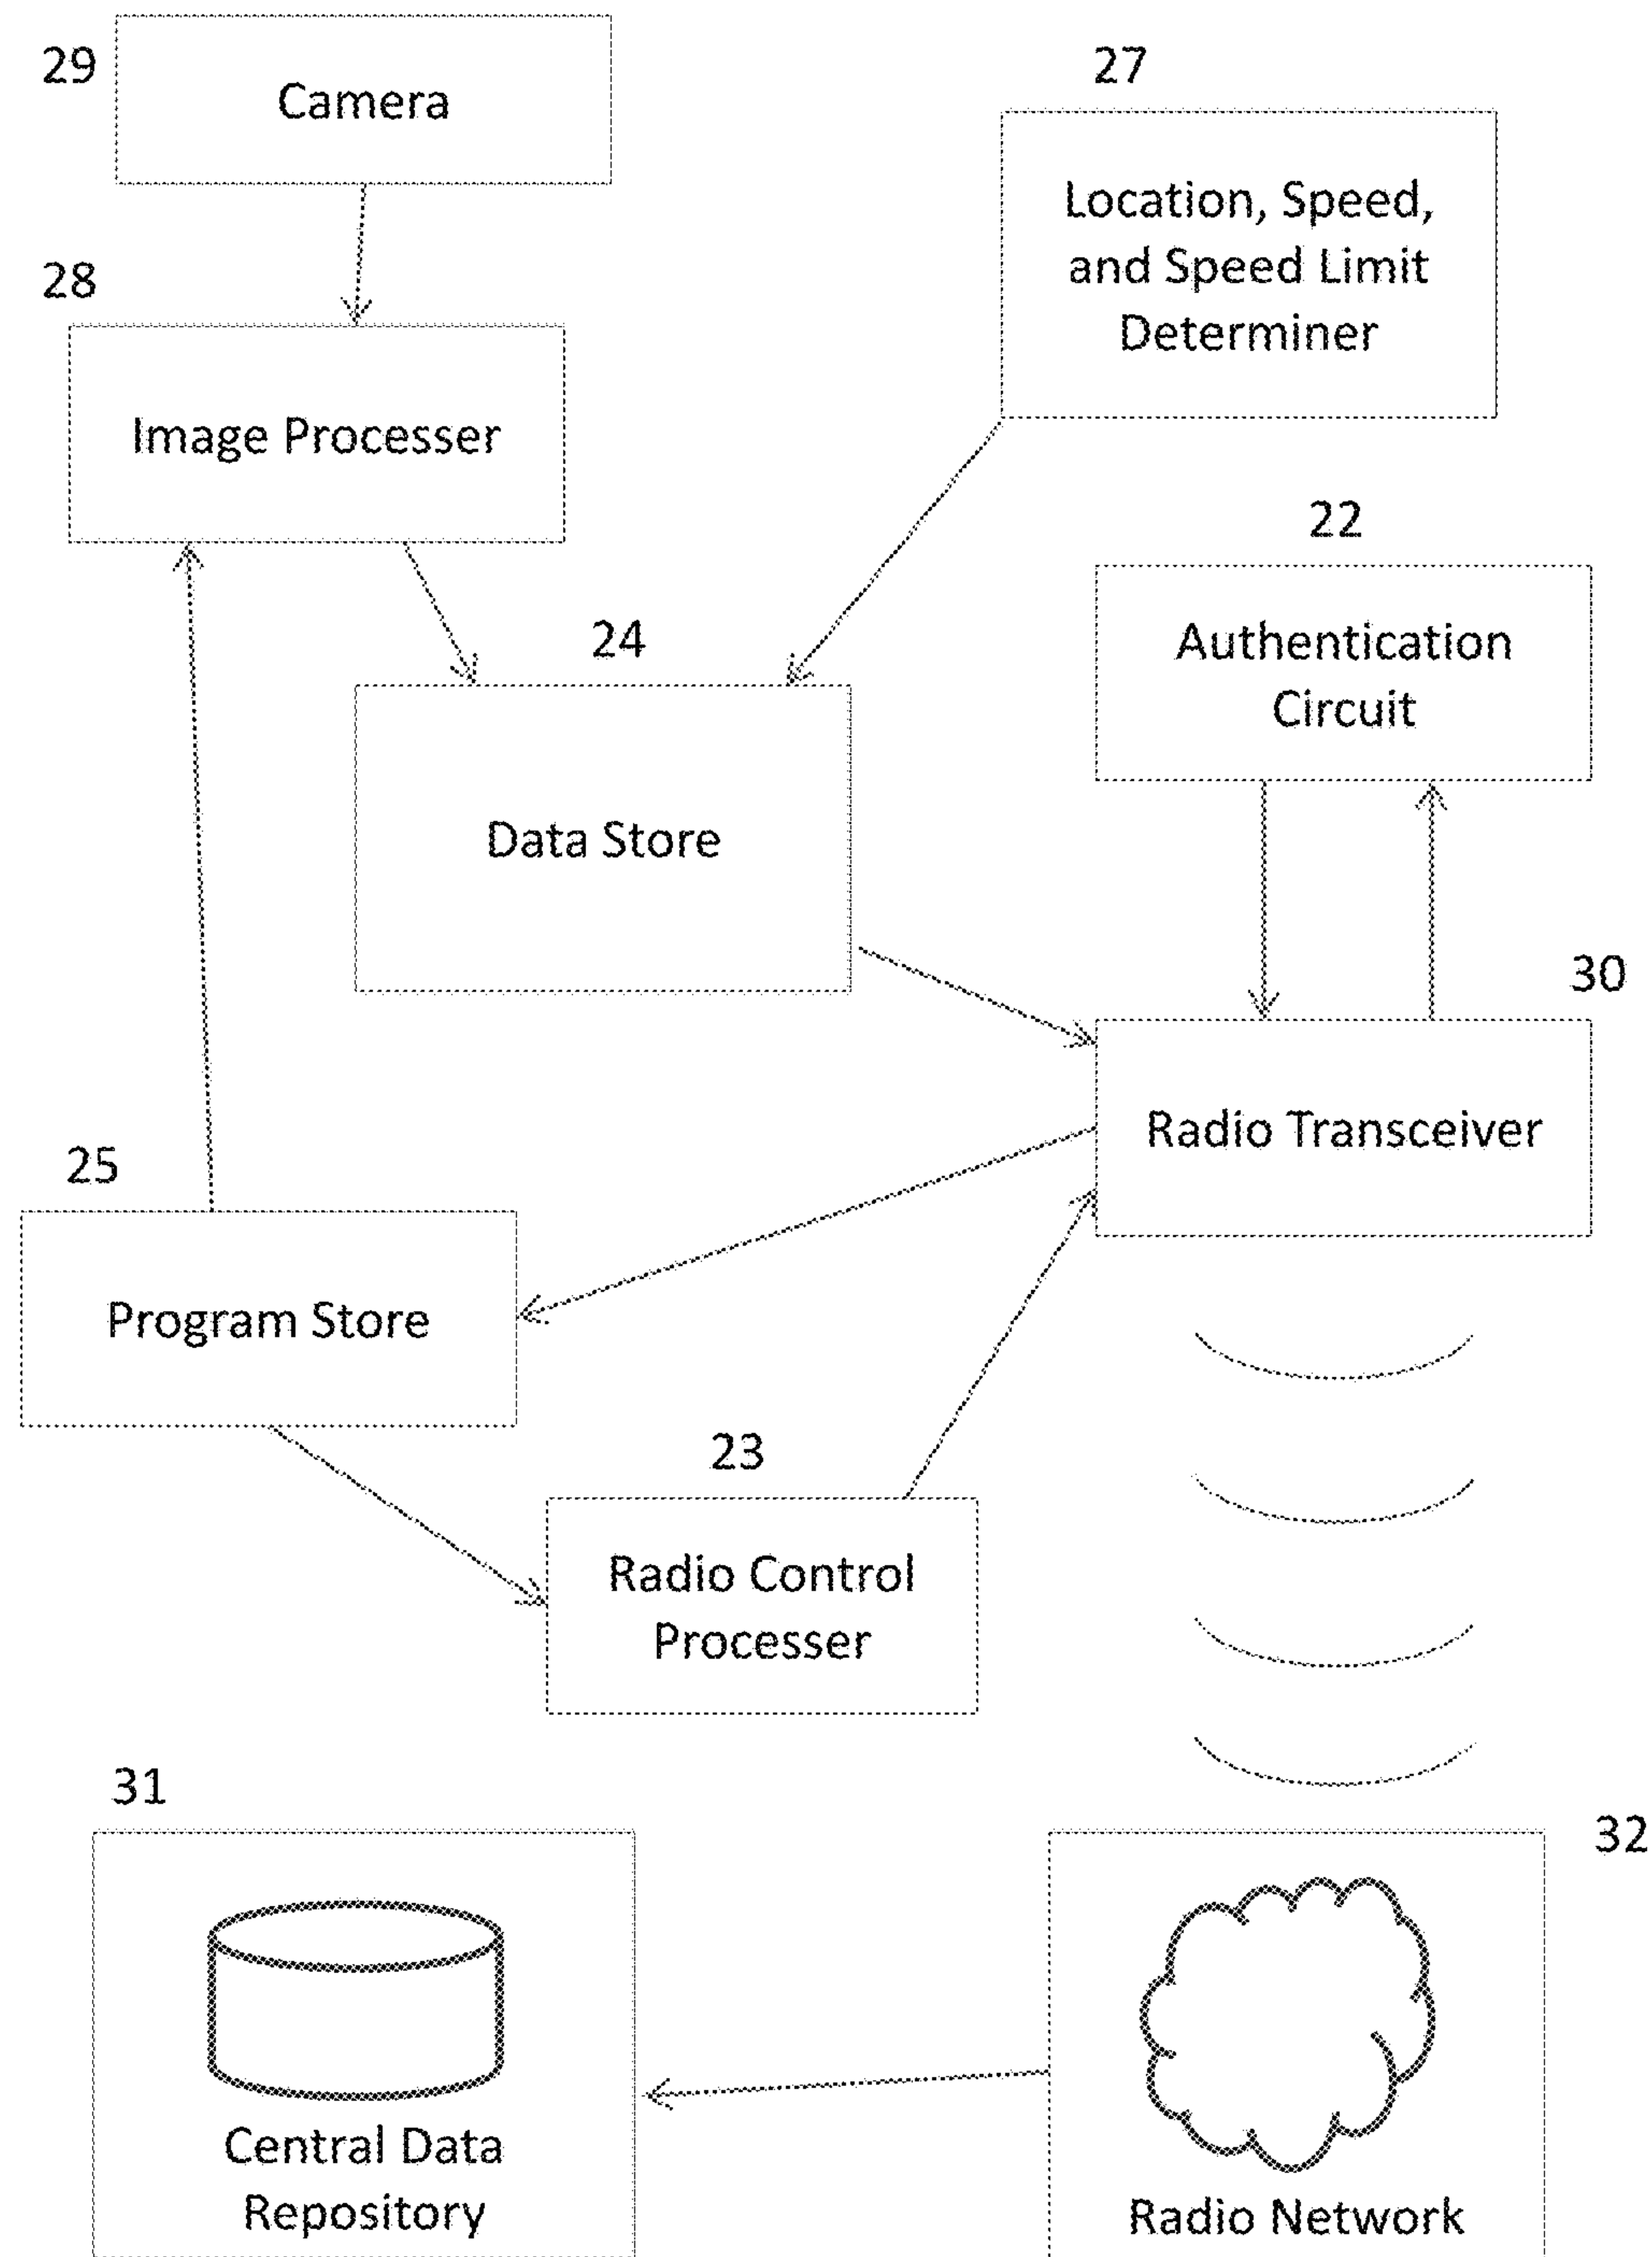 29
Camera
27
Location, Speed,
and Speed Limit
Determiner
28
Image Processer
22
Authentication
Circuit
24
Data Store
30
Radio Transceiver
25
Program Store
23
Radio Control
Processer
31
Central Data
Repository
32
Radio Network